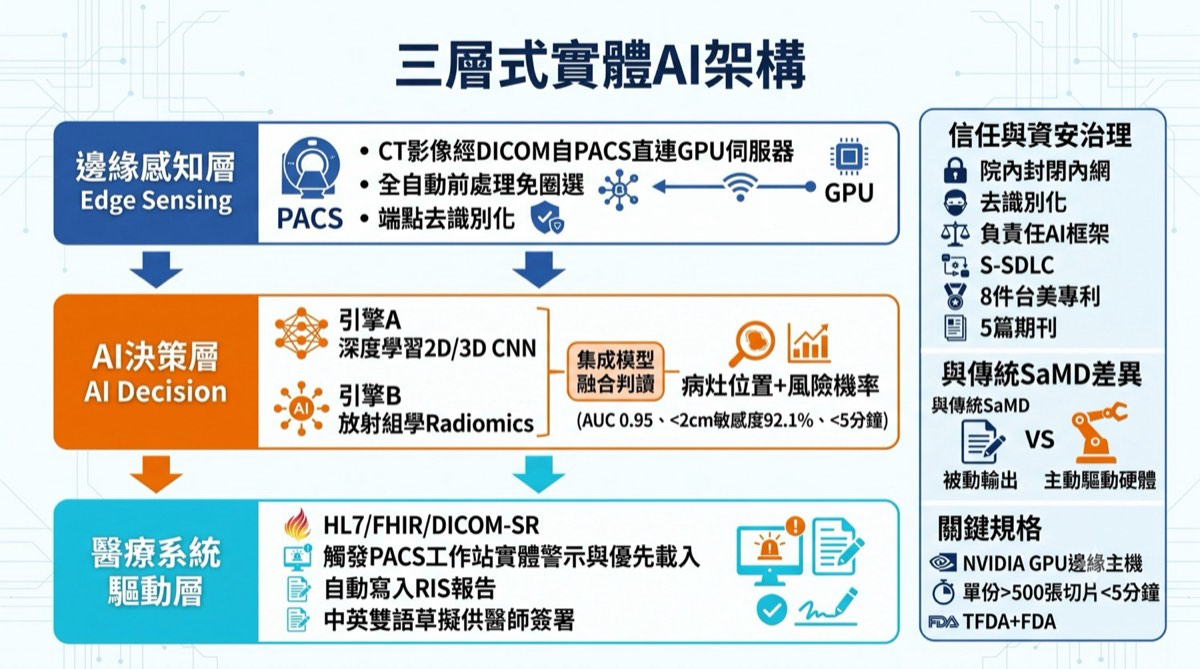 三層式實體AI架構
邊緣感知層
Edge Sensing
PACS
• CT影像經DICOM自PACS直連GPU伺服器
• 全自動前處理免圈選
• 端點去識別化
GPU
AI決策層
AI Decision
引擎A
深度學習2D/3D CNN
AI
引擎B
放射組學Radiomics
集成模型
融合判讀
病灶位置+風險機率
(AUC 0.95、<2cm敏感度92.1%、<5分鐘)
醫療系統
驅動層
HL7/FHIR/DICOM-SR
觸發PACS工作站實體警示與優先載入
自動寫入RIS報告
中英雙語草擬供醫師簽署
信任與資安治理
院內封閉內網
去識別化
負責任AI框架
S-SDLC
8件台美專利
5篇期刊
與傳統SaMD差異
與傳統SaMD
VS
被動輸出
主動驅動硬體
關鍵規格
NVIDIA GPU邊緣主機
單份>500張切片<5分鐘
FDA TFDA+FDA